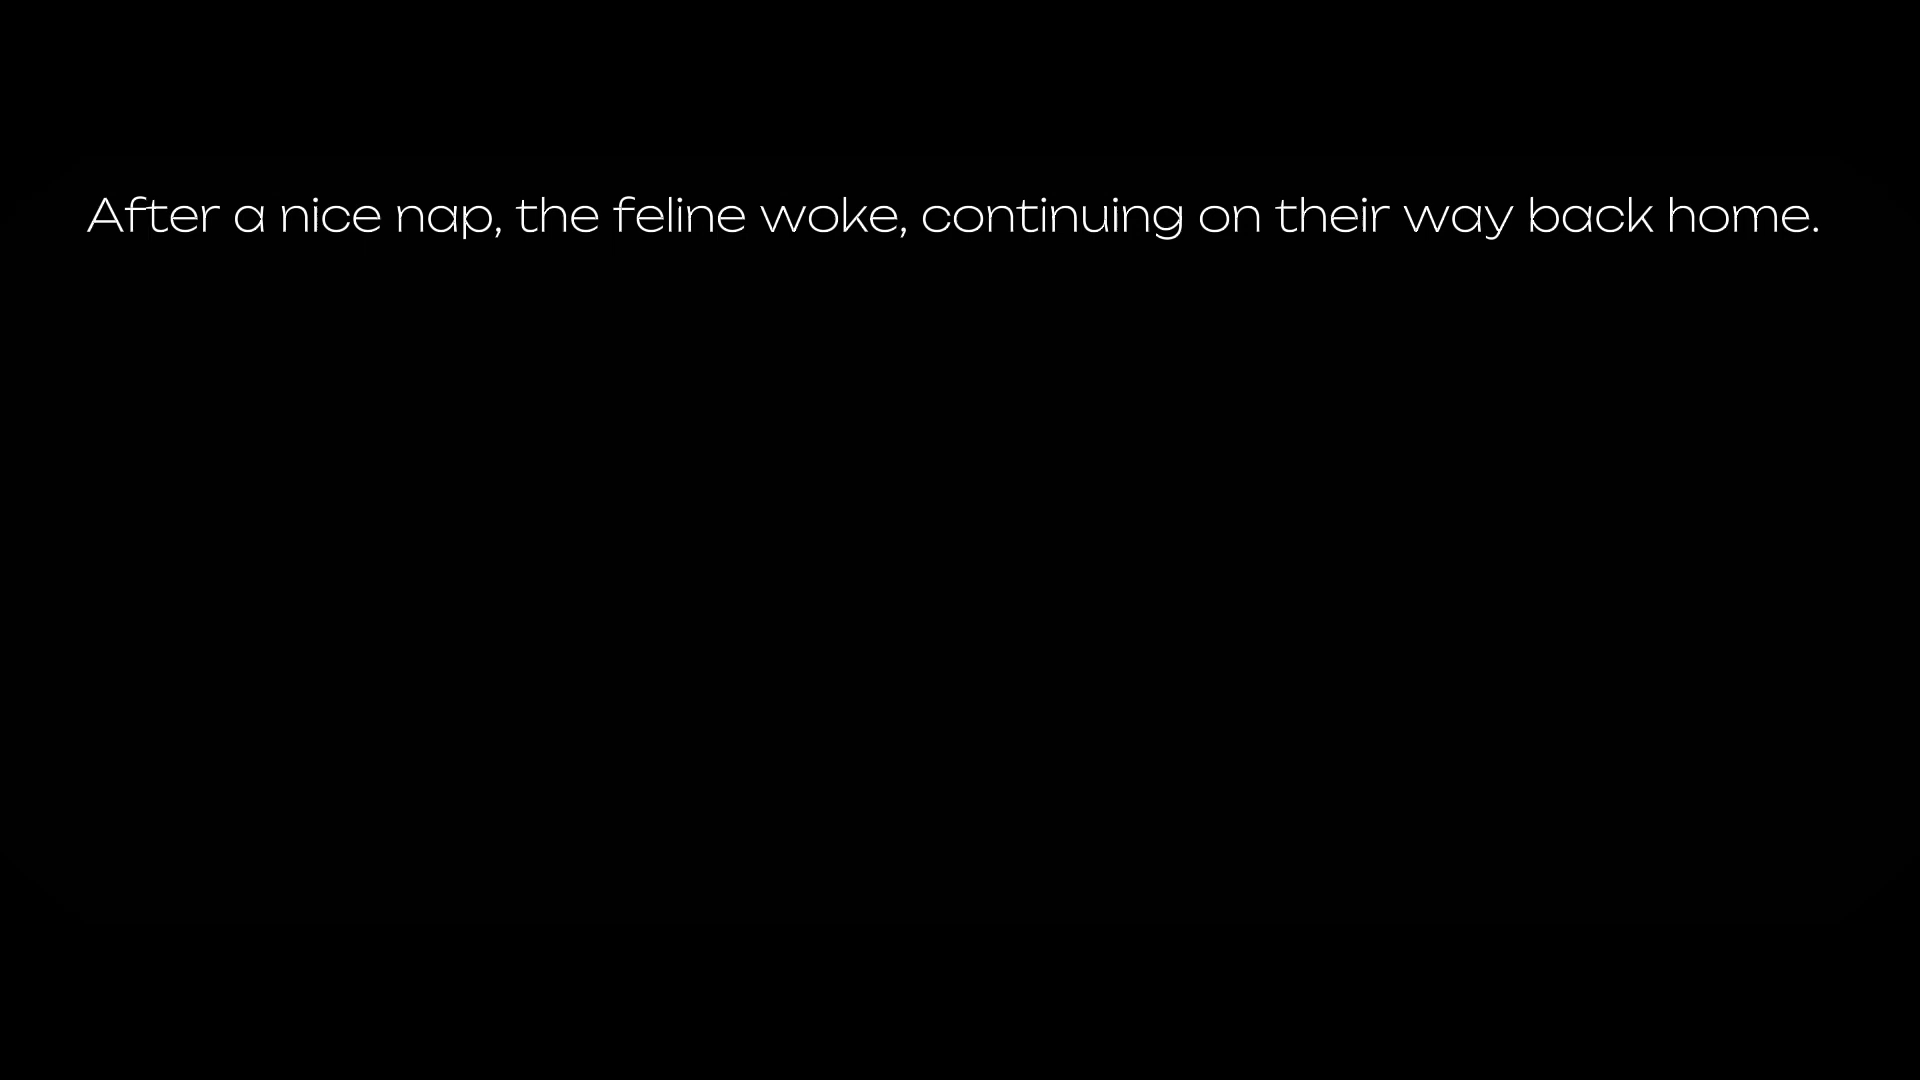 After a nice nap, the feline woke, continuing on their way back home.